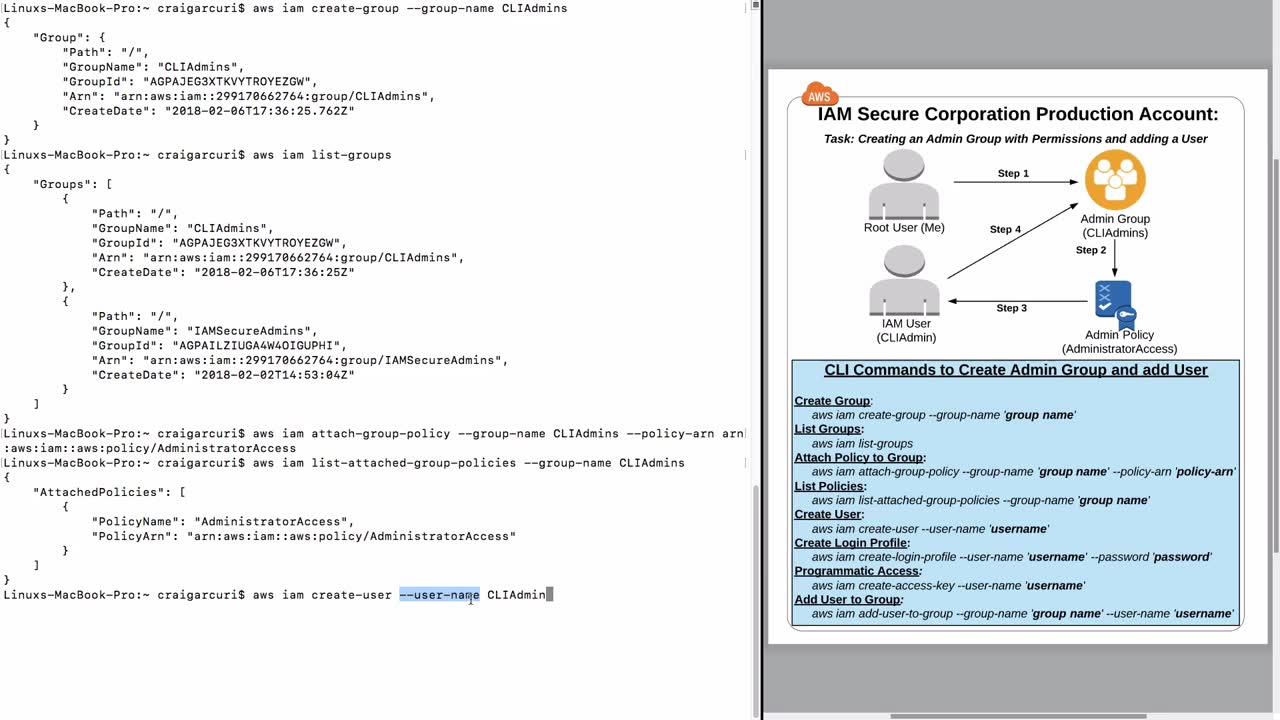 Linuxs-MacBook-Pro:~ craigarcuri$ aws iam create-group --group-name CLIAdmins
{
"Group": {
"Path": "/",
"GroupName": "CLIAdmins",
"GroupId": "AGPAJEG3XTKVYTROYEZGW",
"Arn": "arn:aws:iam::299170662764:group/CLIAdmins",
"CreateDate": "2018-02-06T17:36:25.762Z"
}
}
Linuxs-MacBook-Pro:~ craigarcuri$ aws iam list-groups
{
"Groups": [
{
"Path": "/",
"GroupName": "CLIAdmins",
"GroupId": "AGPAJEG3XTKVYTROYEZGW",
"Arn": "arn:aws:iam::299170662764:group/CLIAdmins",
"CreateDate": "2018-02-06T17:36:25Z"
},
{
"Path": "/",
"GroupName": "IAMSecureAdmins",
"GroupId": "AGPAILZIUGA4W4OIGUPHI",
"Arn": "arn:aws:iam::299170662764:group/IAMSecureAdmins",
"CreateDate": "2018-02-02T14:53:04Z"
}
]
}
Linuxs-MacBook-Pro:~ craigarcuri$ aws iam attach-group-policy --group-name CLIAdmins --policy-arn arn
:aws:iam::aws:policy/AdministratorAccess
Linuxs-MacBook-Pro:~ craigarcuri$ aws iam list-attached-group-policies --group-name CLIAdmins
{
"AttachedPolicies": [
{
"PolicyName": "AdministratorAccess",
"PolicyArn": "arn:aws:iam::aws:policy/AdministratorAccess"
}
]
}
Linuxs-MacBook-Pro:~ craigarcuri$ aws iam create-user --user-name CLIAdmin
AWS
IAM Secure Corporation Production Account:
Task: Creating an Admin Group with Permissions and adding a User
Step 1
Root User (Me)
Admin Group
(CLIAdmins)
Step 4
Step 2
Step 3
IAM User
(CLIAdmin)
Admin Policy
(AdministratorAccess)
CLI Commands to Create Admin Group and add User
Create Group:
aws iam create-group --group-name 'group name'
List Groups:
aws iam list-groups
Attach Policy to Group:
aws iam attach-group-policy --group-name 'group name' --policy-arn 'policy-arn'
List Policies:
aws iam list-attached-group-policies --group-name 'group name'
Create User:
aws iam create-user --user-name 'username'
Create Login Profile:
aws iam create-login-profile --user-name 'username' --password 'password'
Programmatic Access:
aws iam create-access-key --user-name 'username'
Add User to Group:
aws iam add-user-to-group --group-name 'group name' --user-name 'username'